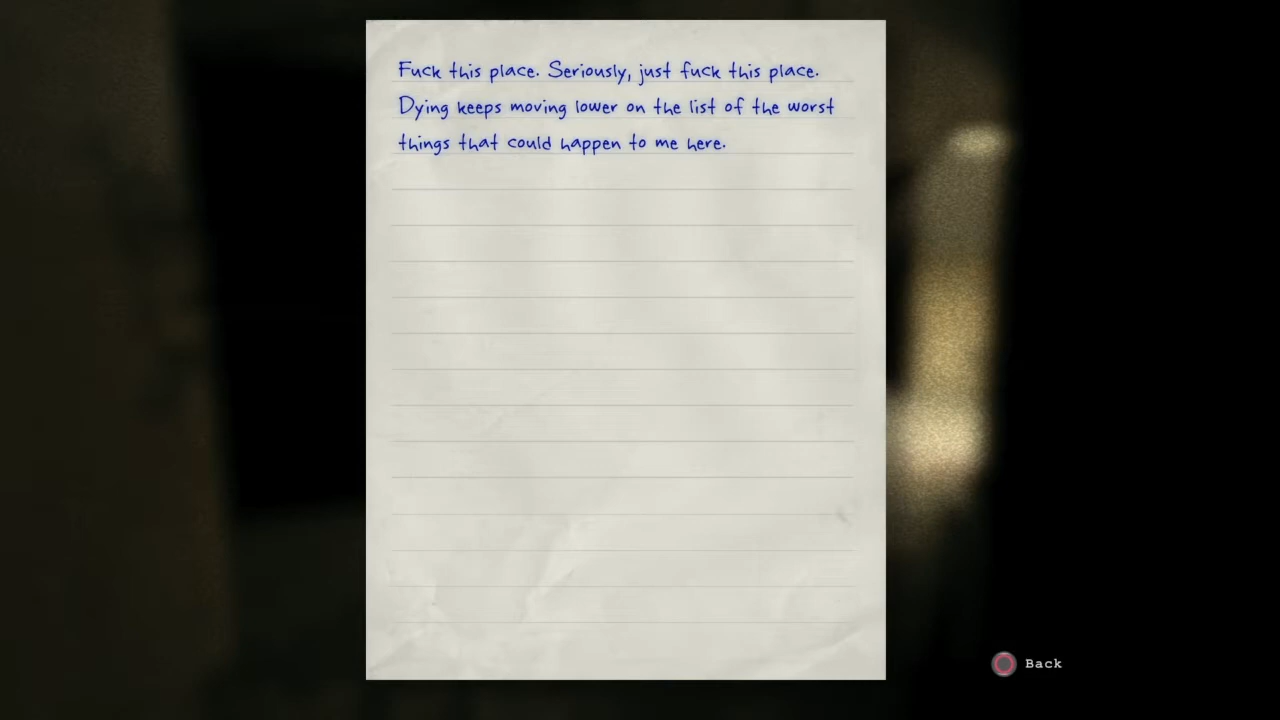 Fuck this place. Seriously, just fuck this place.
Dying keeps moving lower on the list of the worst
things that could happen to me here.
Back